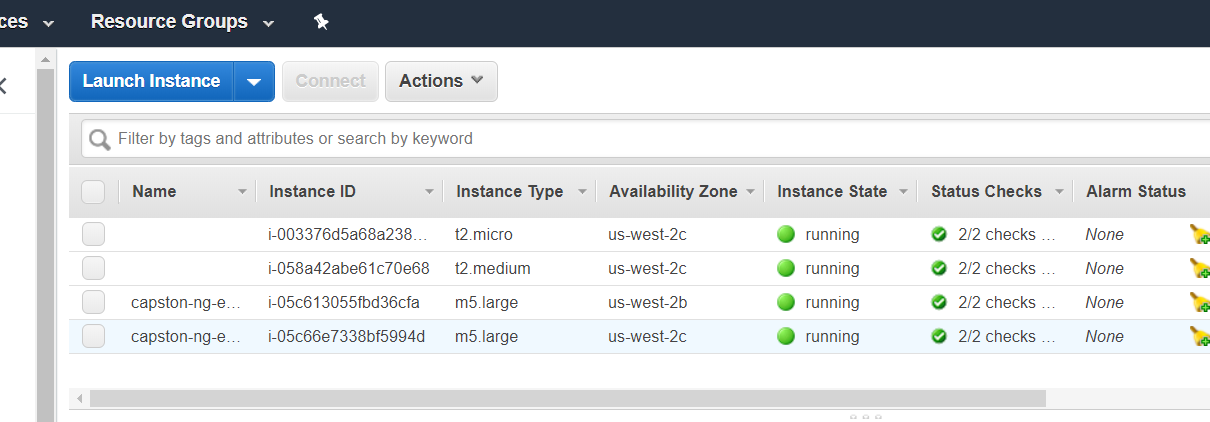 ces Resource Groups
Launch Instance Connect Actions
Filter by tags and attributes or search by keyword
Name Instance ID Instance Type Availability Zone Instance State Status Checks Alarm Status
i-003376d5a68a238... t2.micro us-west-2c running 2/2 checks ... None
i-058a42abe61c70e68 t2.medium us-west-2c running 2/2 checks ... None
capston-ng-e... i-05c613055fbd36cfa m5.large us-west-2b running 2/2 checks ... None
capston-ng-e... i-05c66e7338bf5994d m5.large us-west-2c running 2/2 checks ... None